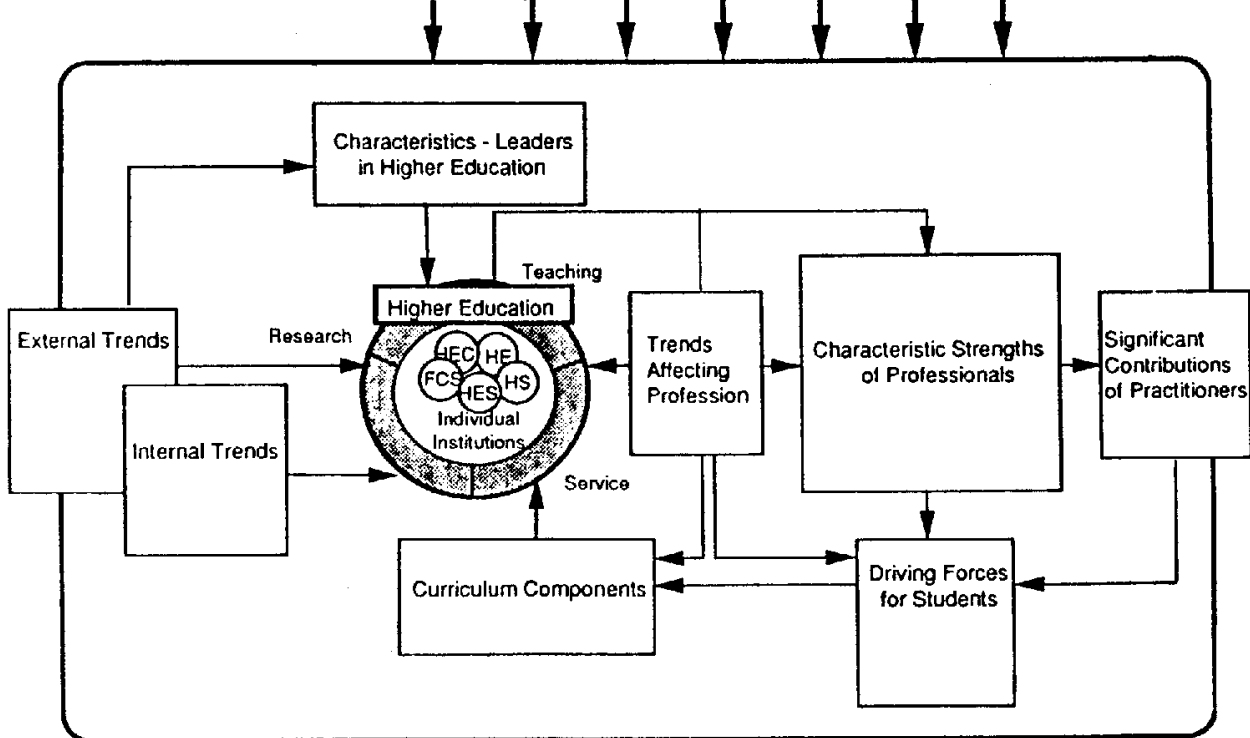 Characteristics - Leaders
in Higher Education
Teaching
Higher Education
Research
External Trends
Internal Trends
HEC
HE
FCS
HES
HS
Individual
Institutions
Service
Trends
Affecting
Profession
Characteristic Strengths
of Professionals
Significant
Contributions
of Practitioners
Curriculum Components
Driving Forces
for Students